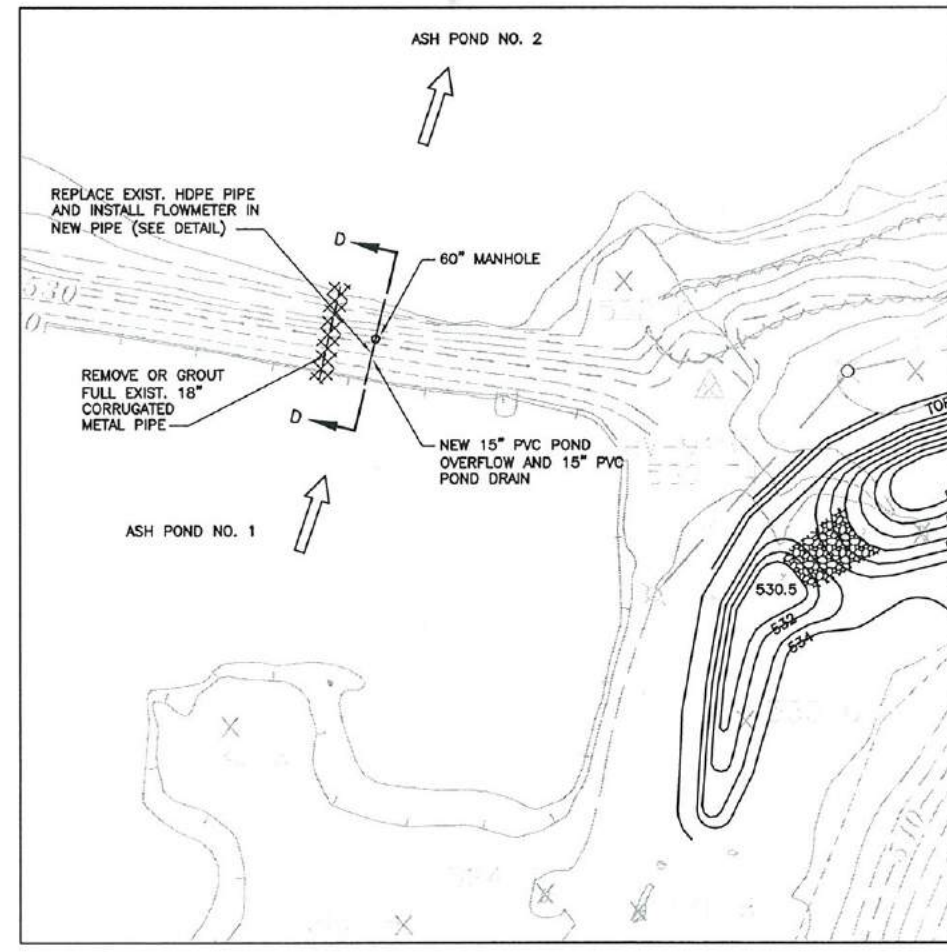 ASH POND NO. 2
REPLACE EXIST. HDPE PIPE
AND INSTALL FLOWMETER IN
NEW PIPE (SEE DETAIL)
D
60" MANHOLE
530
REMOVE OR GROUT
FULL EXIST. 18"
CORRUGATED
METAL PIPE
D
NEW 15" PVC POND
OVERFLOW AND 15" PVC
POND DRAIN
ASH POND NO. 1
530.5
532
534
540